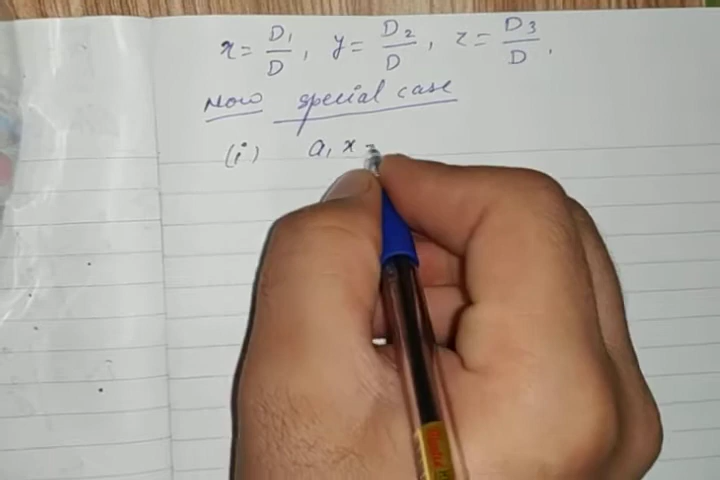 x = D1/D, y = D2/D, z = D3/D,
Now special case
(i) a1 x